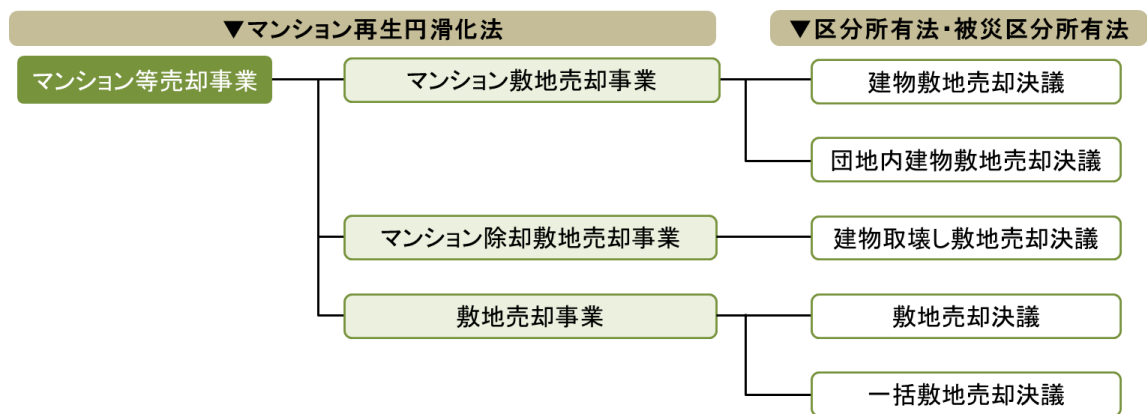 ▼マンション再生円滑化法
▼区分所有法・被災区分所有法
マンション等売却事業
マンション敷地売却事業
建物敷地売却決議
団地内建物敷地売却決議
マンション除却敷地売却事業
建物取壊し敷地売却決議
敷地売却事業
敷地売却決議
一括敷地売却決議